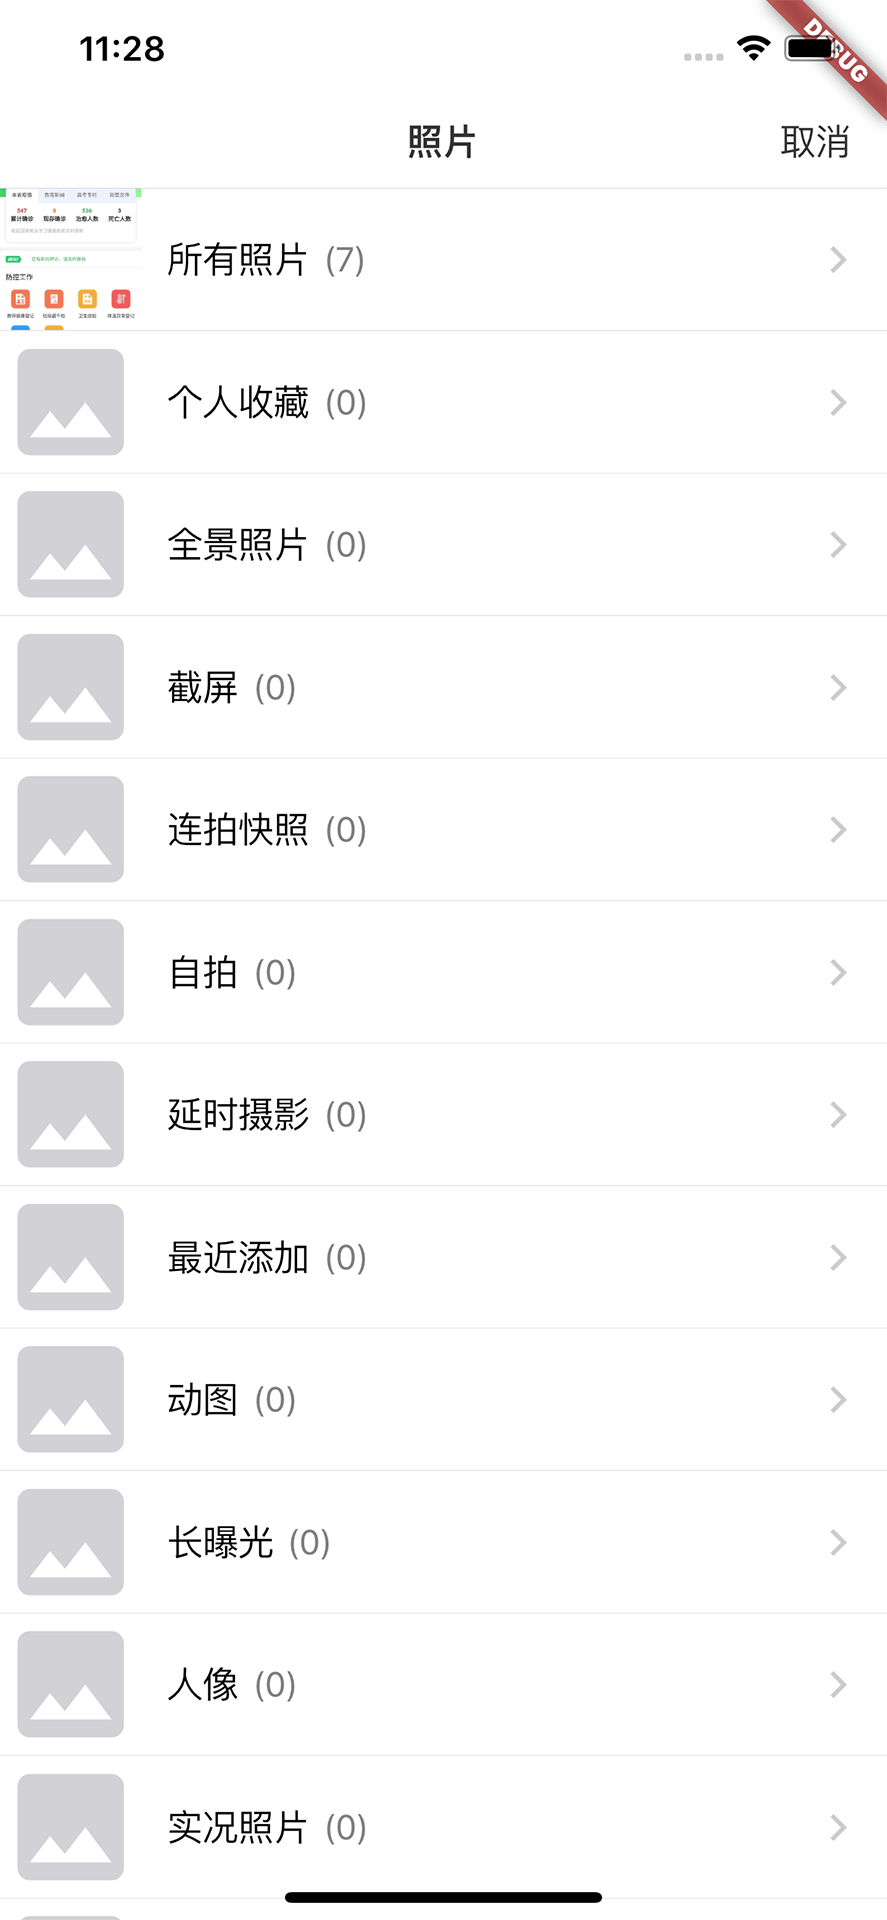 11:28
DEBUG
照片
取消
547 8 536 3
累计确诊 现存确诊 治愈人数 死亡人数
防控工作
所有照片 (7)
个人收藏 (0)
全景照片 (0)
截屏 (0)
连拍快照 (0)
自拍 (0)
延时摄影 (0)
最近添加 (0)
动图 (0)
长曝光 (0)
人像 (0)
实况照片 (0)